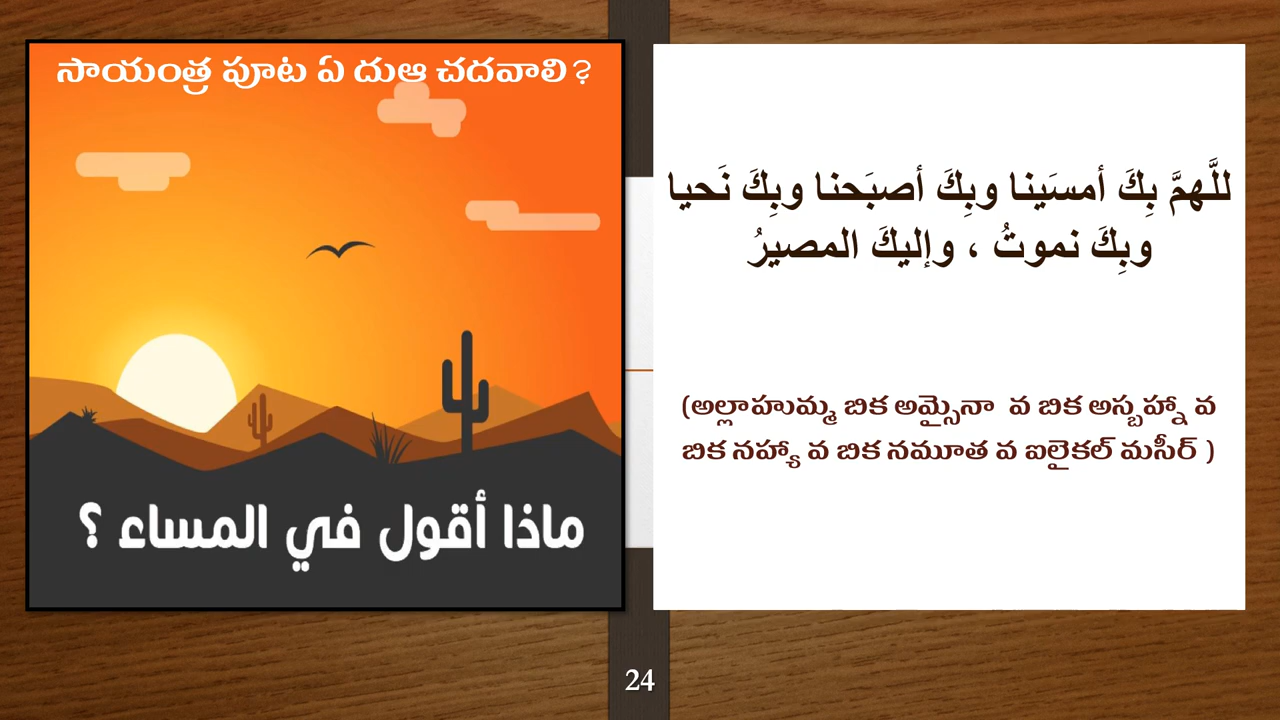 సాయంత్ర పూట ఏ దుఆ చదవాలి?
ماذا أقول في المساء ؟
للَّهمَّ بِكَ أمسَينا وبِكَ أصبَحنا وبِكَ نَحيا
وبِكَ نموتُ ، وإليكَ المصيرُ
(అల్లాహుమ్మ బిక అమ్సైనా వ బిక అస్బహ్నా వ
బిక నహ్యా వ బిక నమూత వ ఐలైకల్ మసీర్ )
24